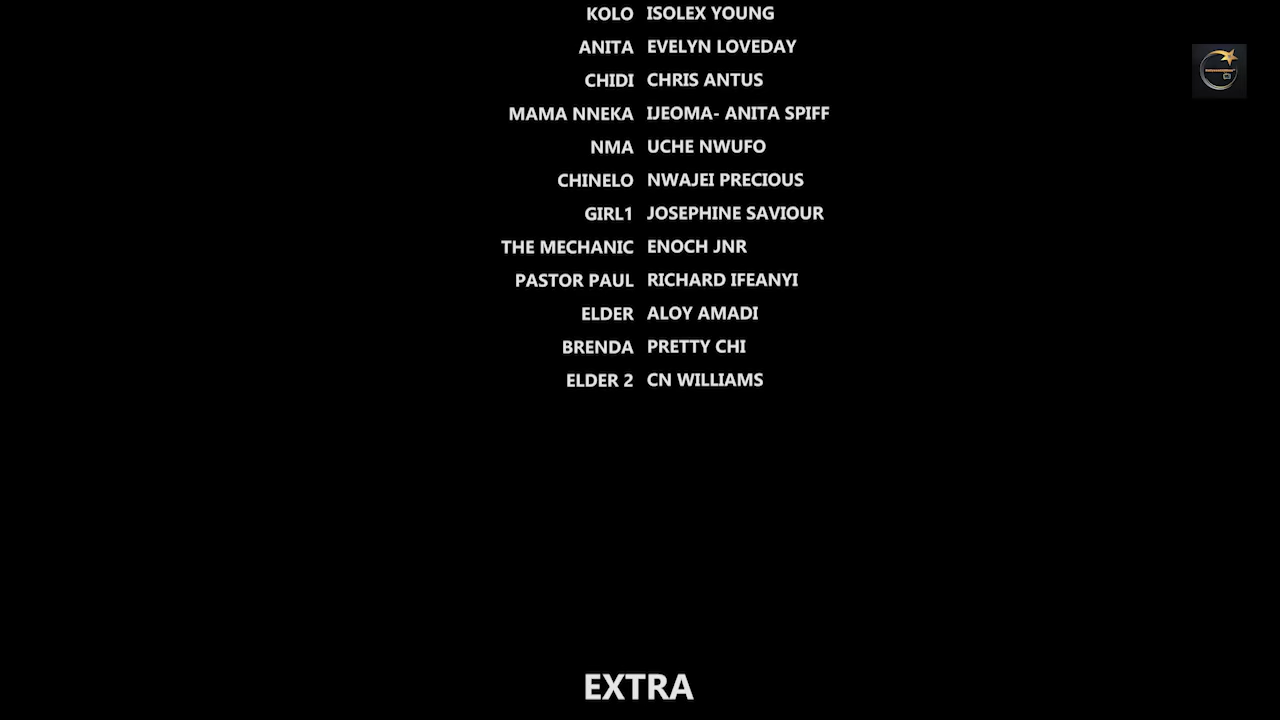 KOLO ISOLEX YOUNG
ANITA EVELYN LOVEDAY
CHIDI CHRIS ANTUS
MAMA NNEKA IJEOMA- ANITA SPIFF
NMA UCHE NWUFO
CHINELO NWAJEI PRECIOUS
GIRL1 JOSEPHINE SAVIOUR
THE MECHANIC ENOCH JNR
PASTOR PAUL RICHARD IFEANYI
ELDER ALOY AMADI
BRENDA PRETTY CHI
ELDER 2 CN WILLIAMS
EXTRA